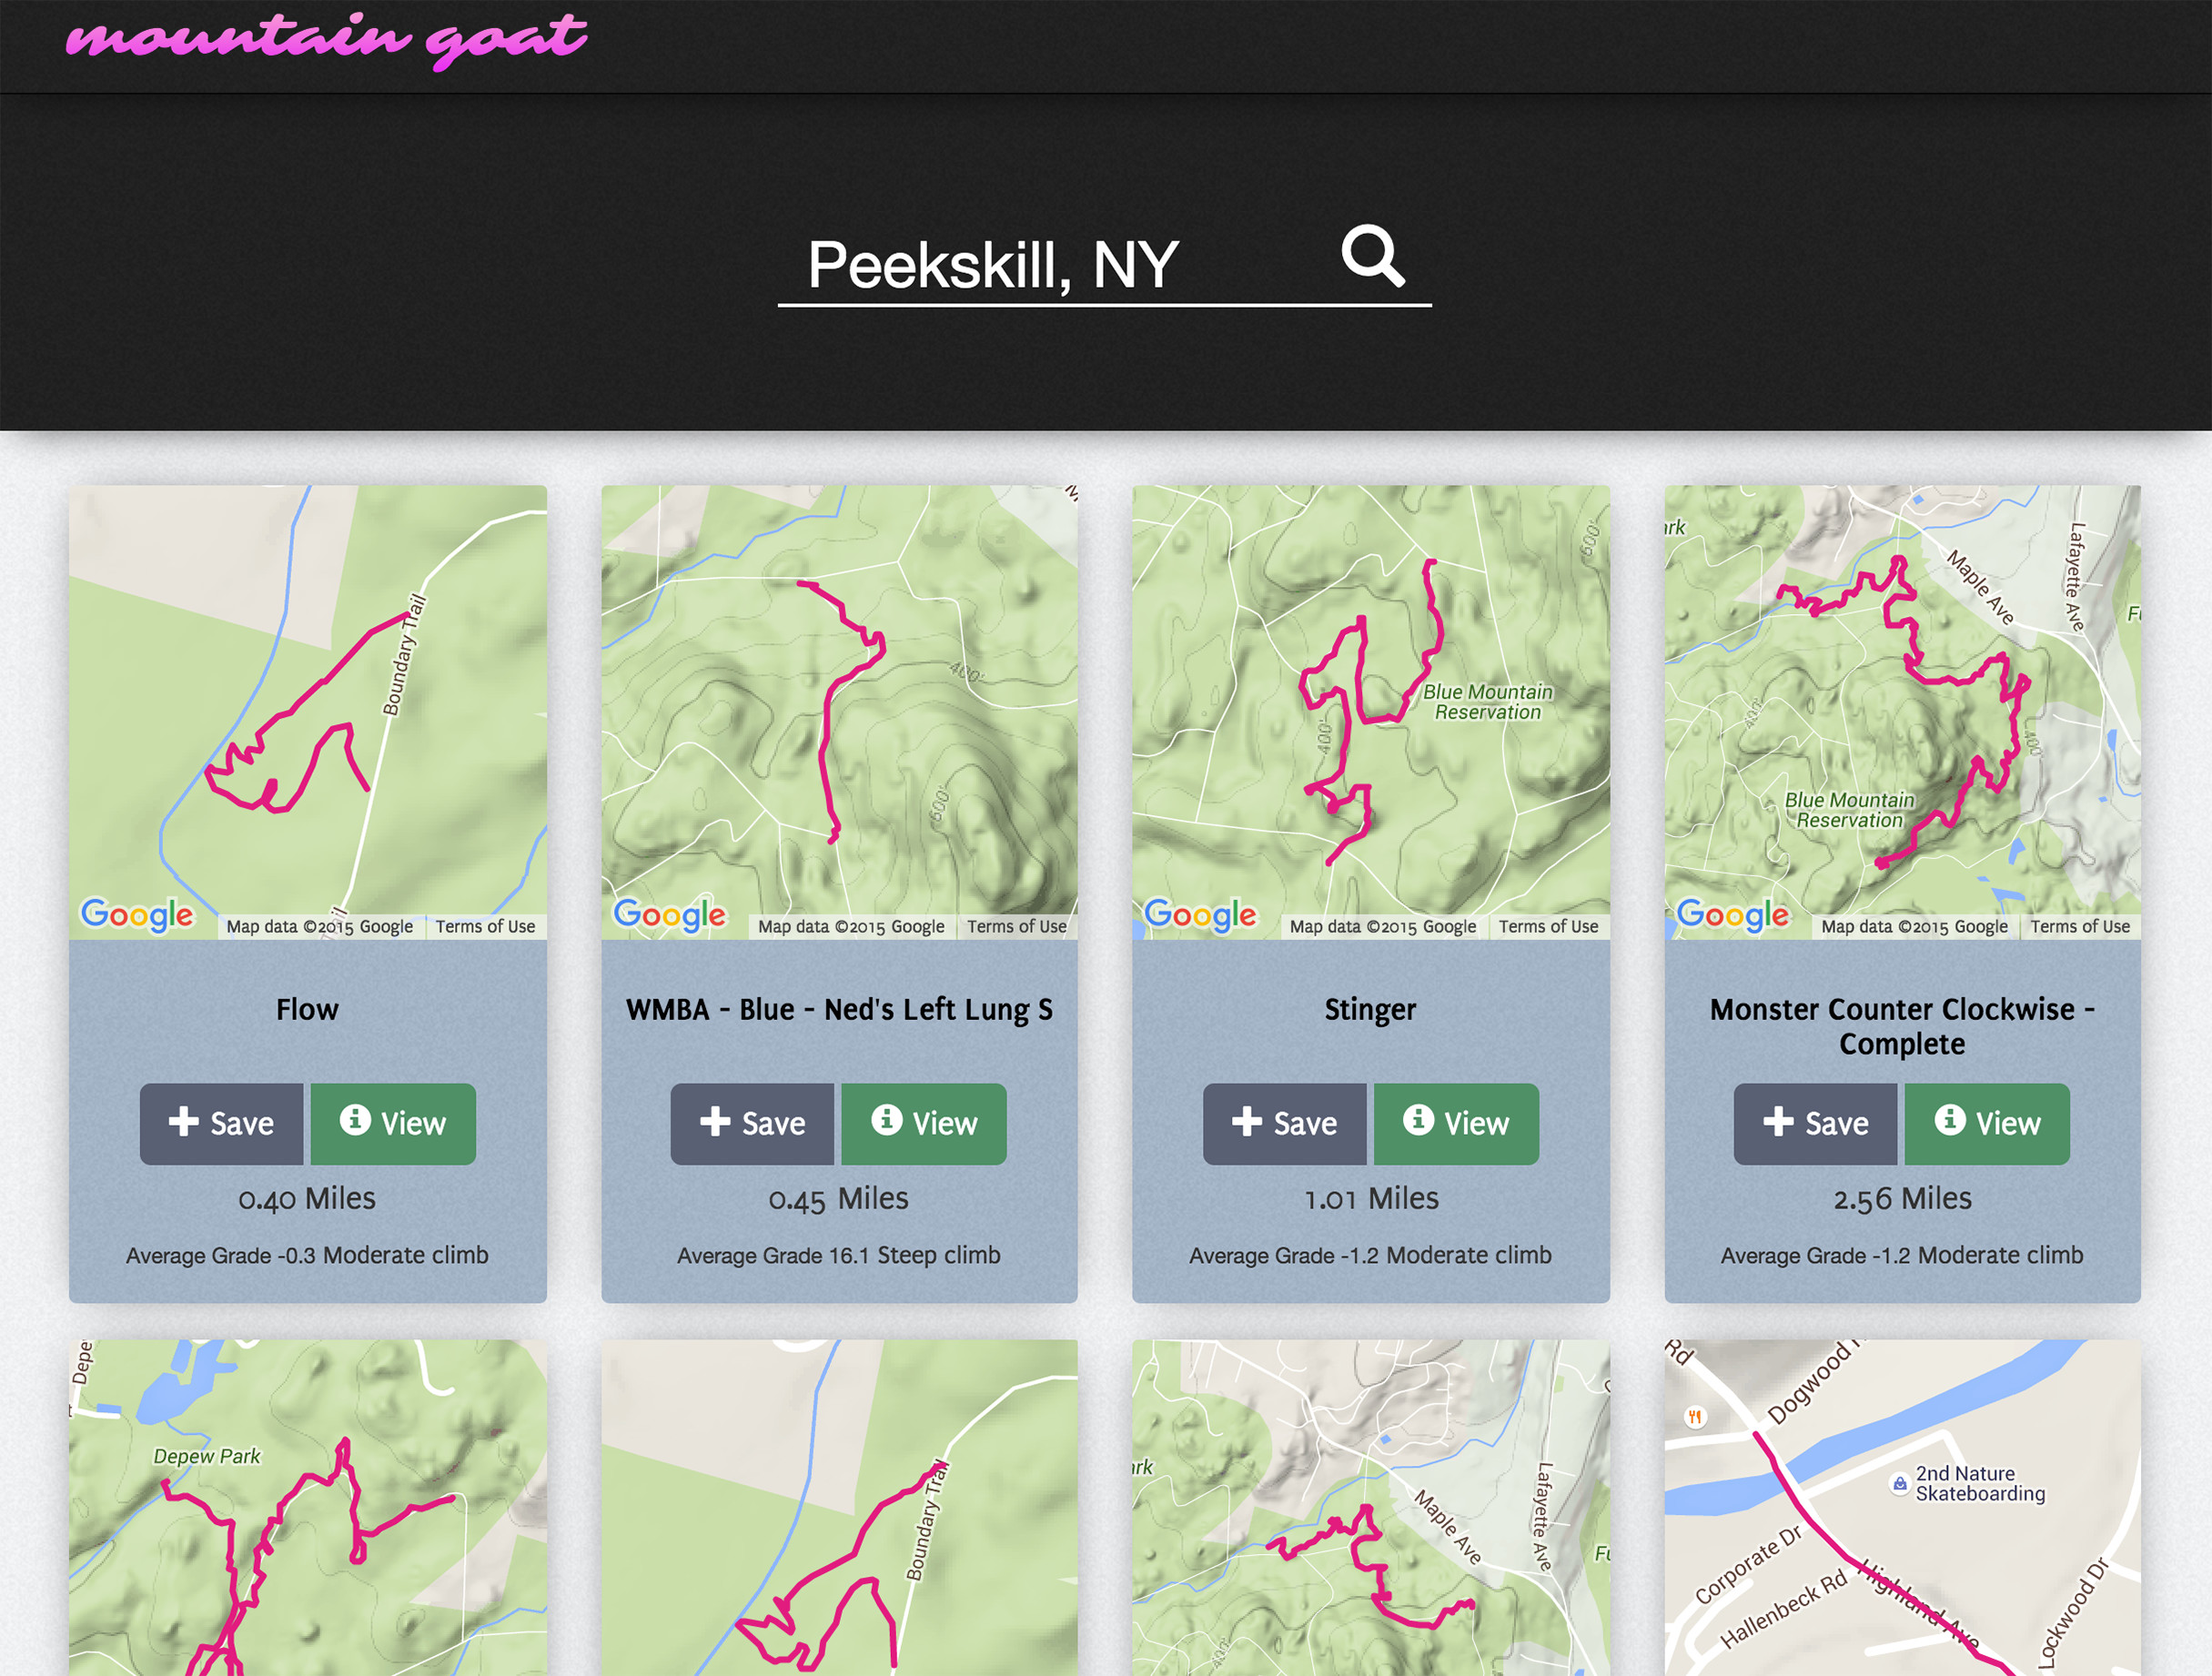 mountain goat
Peekskill, NY
Boundary Trail
Google
Map data ©2015 Google
Terms of Use
Flow
Save
View
0.40 Miles
Average Grade -0.3 Moderate climb
400'
600'
Google
Map data ©2015 Google
Terms of Use
WMBA - Blue - Ned's Left Lung S
Save
View
0.45 Miles
Average Grade 16.1 Steep climb
600'
Blue Mountain
Reservation
400'
Google
Map data ©2015 Google
Terms of Use
Stinger
Save
View
1.01 Miles
Average Grade -1.2 Moderate climb
ark
Maple Ave
Lafayette Ave
400'
400'
Blue Mountain
Reservation
Google
Map data ©2015 Google
Terms of Use
Monster Counter Clockwise -
Complete
Save
View
2.56 Miles
Average Grade -1.2 Moderate climb
Depe
Depew Park
Boundary Trail
ark
Maple Ave
Lafayette Ave
400'
Rd
Dogwood
2nd Nature
Skateboarding
Corporate Dr
Hallenbeck Rd
Highland Ave
Lockwood Dr